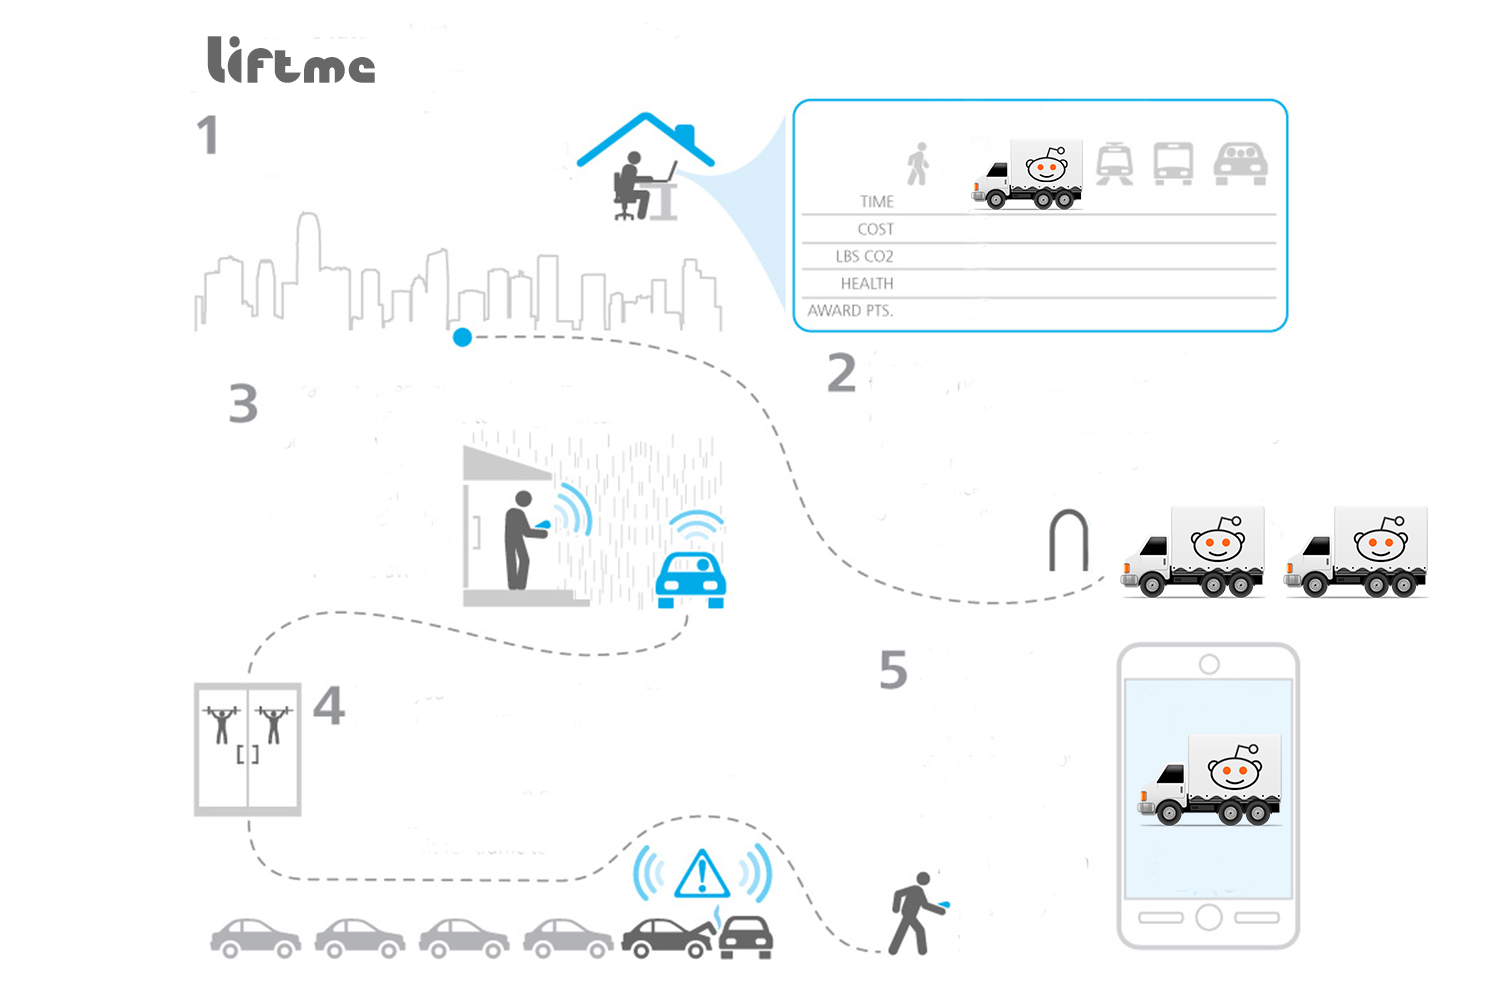 liftme
1
TIME
COST
LBS CO2
HEALTH
AWARD PTS.
2
3
4
5